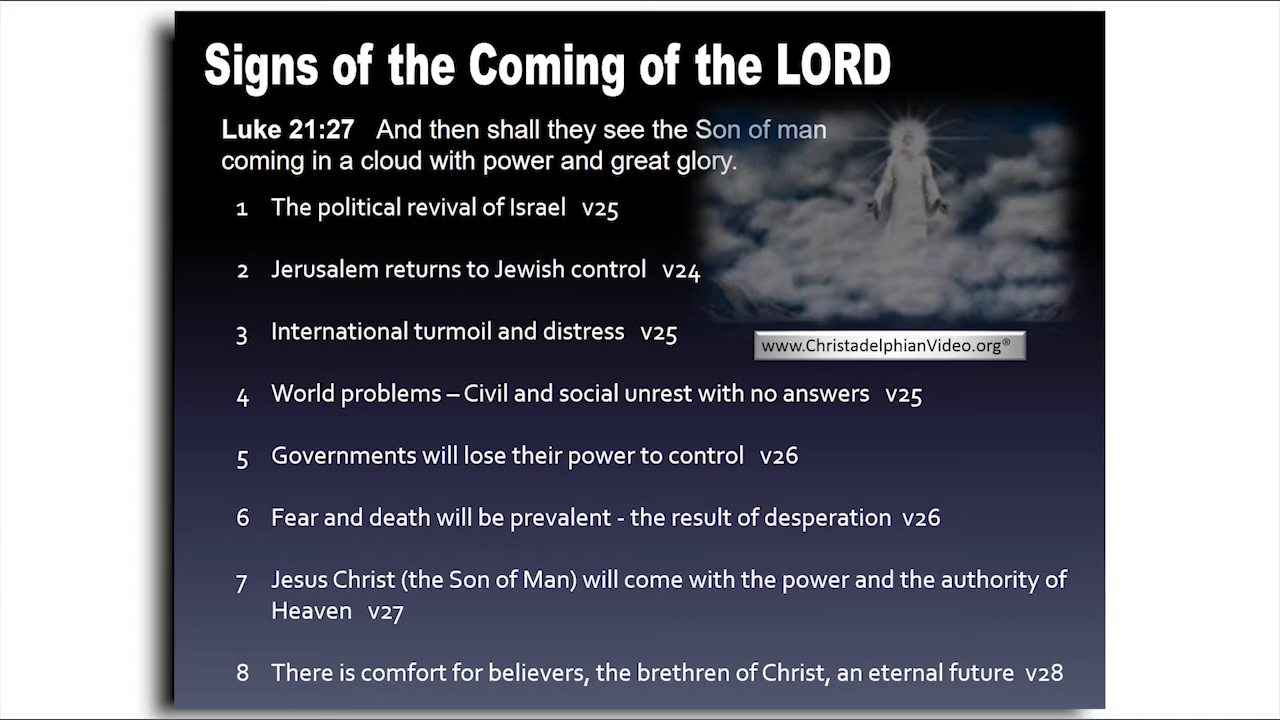 Signs of the Coming of the LORD
Luke 21:27 And then shall they see the Son of man
coming in a cloud with power and great glory.
1 The political revival of Israel v25
2 Jerusalem returns to Jewish control v24
3 International turmoil and distress v25
www.ChristadelphianVideo.org®
4 World problems – Civil and social unrest with no answers v25
5 Governments will lose their power to control v26
6 Fear and death will be prevalent - the result of desperation v26
7 Jesus Christ (the Son of Man) will come with the power and the authority of
Heaven v27
8 There is comfort for believers, the brethren of Christ, an eternal future v28